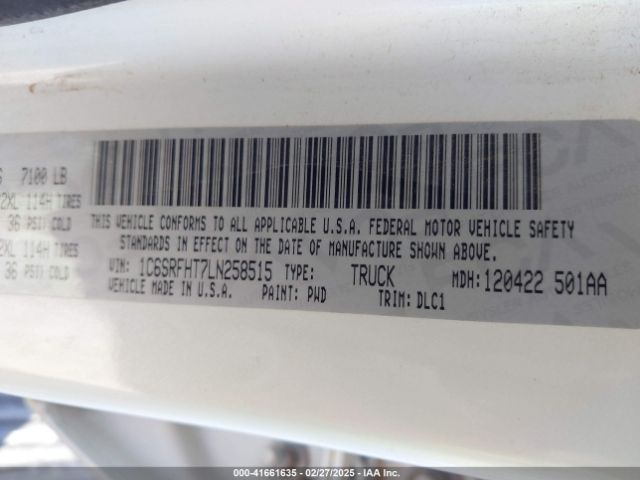 7100 LB
2XL 114H TIRES
36 PSI COLD
2XL 114H TIRES
36 PSI COLD
THIS VEHICLE CONFORMS TO ALL APPLICABLE U.S.A. FEDERAL MOTOR VEHICLE SAFETY
STANDARDS IN EFFECT ON THE DATE OF MANUFACTURE SHOWN ABOVE.
VIN: 1C6SRFHT7LN258515 TYPE: TRUCK MDH: 120422 501AA
VEHICLE MADE IN U.S.A. PAINT: PWD TRIM: DLC1
000-41661635 - 02/27/2025 - IAA Inc.